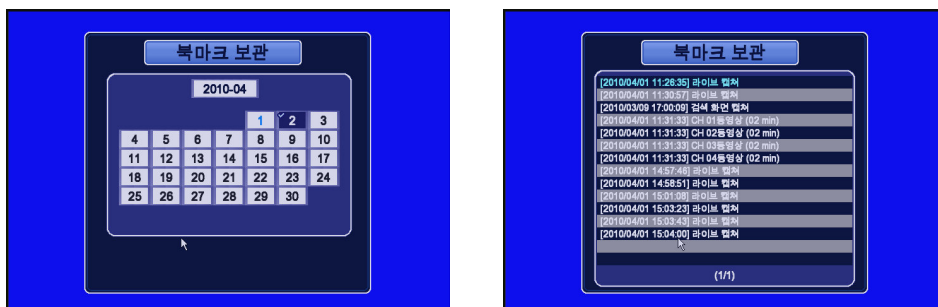 북마크 보관
2010-04
1 2 3
4 5 6 7 8 9 10
11 12 13 14 15 16 17
18 19 20 21 22 23 24
25 26 27 28 29 30
북마크 보관
[2010/04/01 11:26:35] 라이브 캡쳐
[2010/04/01 11:30:57] 라이브 캡쳐
[2010/03/09 17:00:09] 검색 화면 캡쳐
[2010/04/01 11:31:33] CH 01동영상 (02 min)
[2010/04/01 11:31:33] CH 02동영상 (02 min)
[2010/04/01 11:31:33] CH 03동영상 (02 min)
[2010/04/01 11:31:33] CH 04동영상 (02 min)
[2010/04/01 14:57:46] 라이브 캡쳐
[2010/04/01 14:58:51] 라이브 캡쳐
[2010/04/01 15:01:08] 라이브 캡쳐
[2010/04/01 15:03:23] 라이브 캡쳐
[2010/04/01 15:03:43] 라이브 캡쳐
[2010/04/01 15:04:00] 라이브 캡쳐
(1/1)